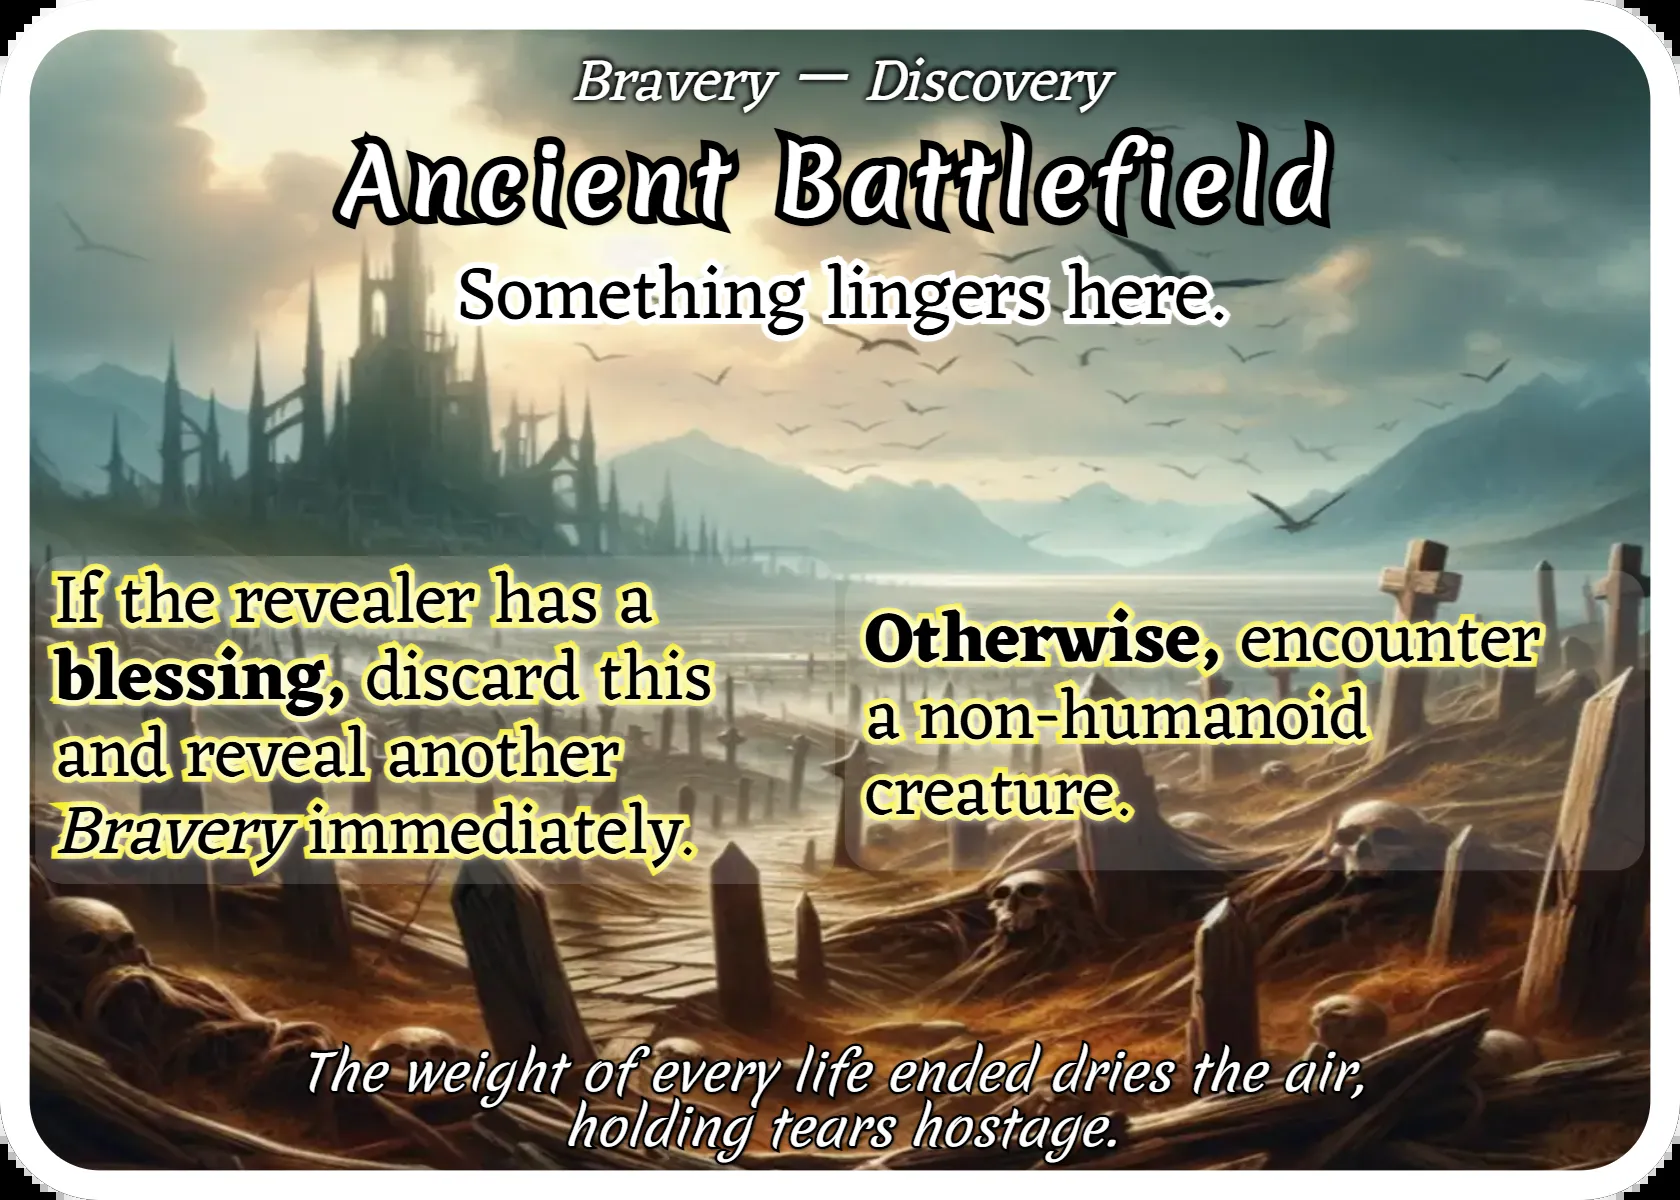 Bravery — Discovery
Ancient Battlefield
Something lingers here.
If the revealer has a
blessing, discard this
and reveal another
Bravery immediately.
Otherwise, encounter
a non-humanoid
creature.
The weight of every life ended dries the air,
holding tears hostage.